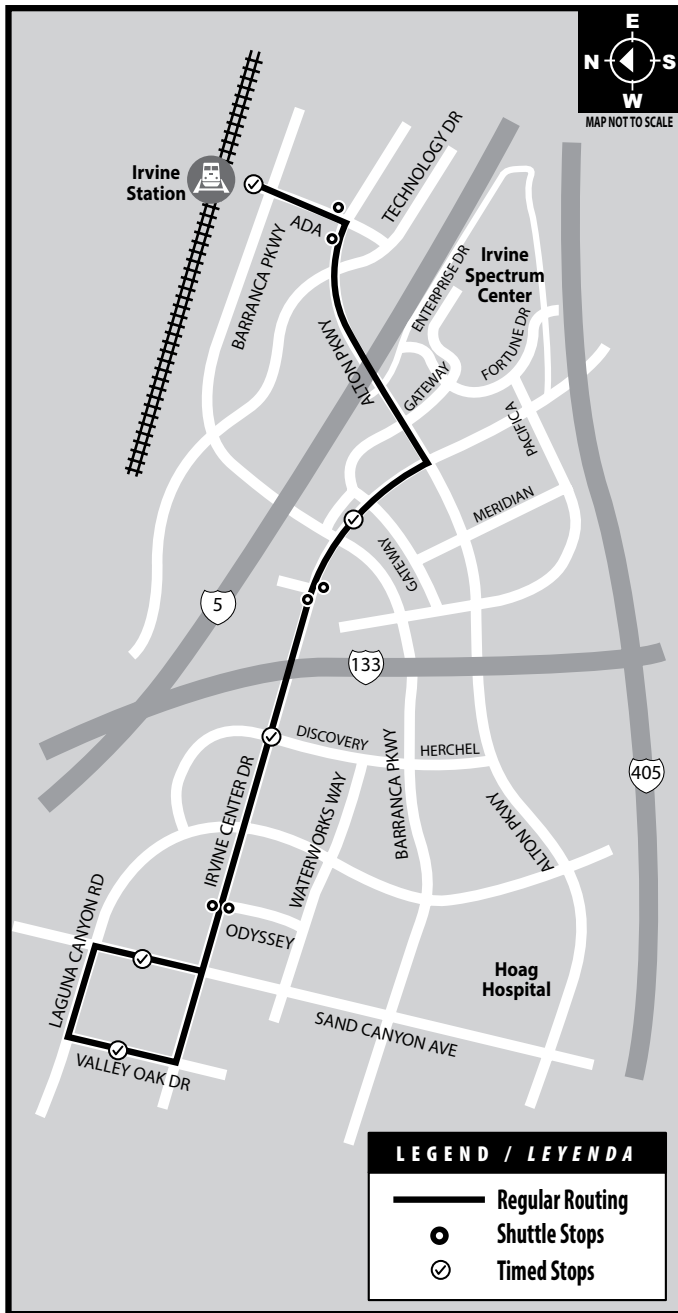 E
N
S
W
MAP NOT TO SCALE
Irvine
Station
ADA
TECHNOLOGY DR
BARRANCA PKWY
ALTON PKWY
ENTERPRISE DR
Irvine
Spectrum
Center
FORTUNE DR
GATEWAY
PACIFICA
MERIDIAN
GATEWAY
5
133
405
DISCOVERY
HERCHEL
IRVINE CENTER DR
WATERWORKS WAY
BARRANCA PKWY
ALTON PKWY
LAGUNA CANYON RD
ODYSSEY
Hoag
Hospital
SAND CANYON AVE
VALLEY OAK DR
LEGEND / LEYENDA
Regular Routing
Shuttle Stops
Timed Stops